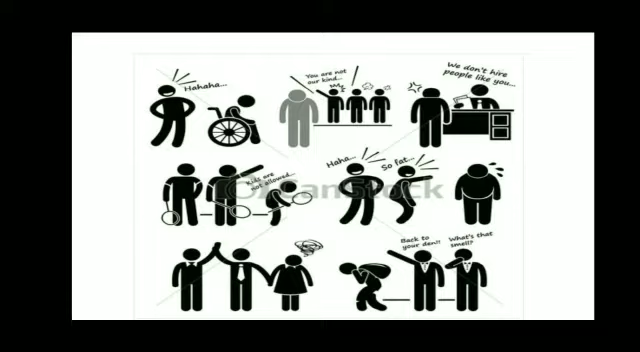 Hahaha...
You are not
our kind...
We don't hire
people like you...
Kids are
not allowed...
Haha...
So fat...
CanStock
Back to
your den!!
What's that
smell?